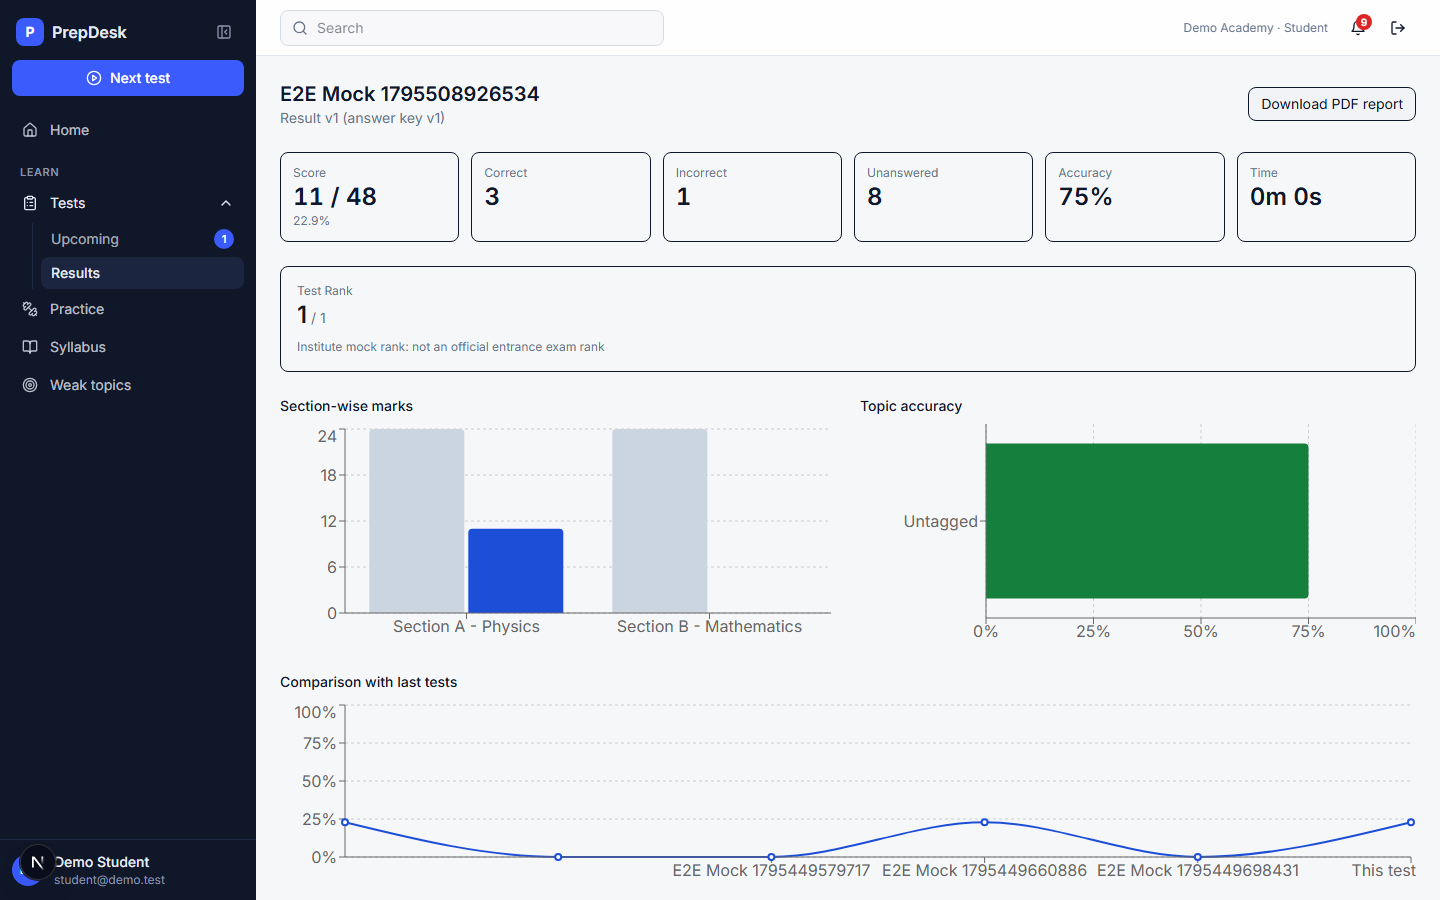 P PrepDesk
Next test
Home
LEARN
Tests
Upcoming 1
Results
Practice
Syllabus
Weak topics
N Demo Student
student@demo.test
Search
Demo Academy · Student
9
E2E Mock 1795508926534
Result v1 (answer key v1)
Download PDF report
Score
11 / 48
22.9%
Correct
3
Incorrect
1
Unanswered
8
Accuracy
75%
Time
0m 0s
Test Rank
1 / 1
Institute mock rank: not an official entrance exam rank
Section-wise marks
24
18
12
6
0
Section A - Physics Section B - Mathematics
Topic accuracy
Untagged
0% 25% 50% 75% 100%
Comparison with last tests
100%
75%
50%
25%
0%
E2E Mock 1795449579717 E2E Mock 1795449660886 E2E Mock 1795449698431 This test